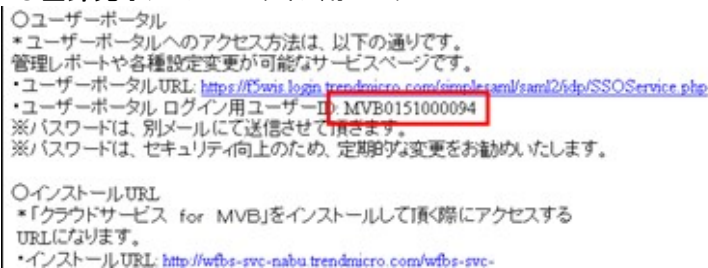 〇ユーザーポータル
*ユーザーポータルへのアクセス方法は、以下の通りです。
管理レポートや各種設定変更が可能なサービスページです。
・ユーザーポータルURL: https://f5wis.login.trendmicro.com/simplesaml/saml2/idp/SSOService.php
・ユーザーポータル ログイン用ユーザーID: MVB0151000094
※パスワードは、別メールにて送信させて頂きます。
※パスワードは、セキュリティ向上のため、定期的な変更をお勧めいたします。
〇インストールURL
*「クラウドサービス for MVB」をインストールして頂く際にアクセスする
URLになります。
・インストールURL: http://wfbs-svc-nabu.trendmicro.com/wfbs-svc-